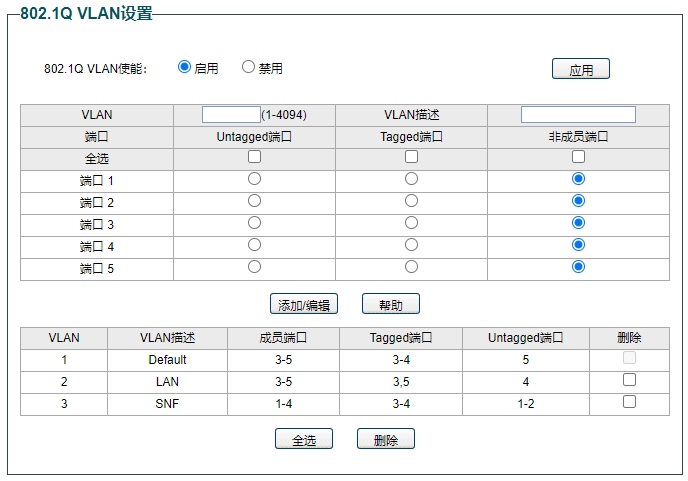 802.1Q VLAN设置
802.1Q VLAN使能： 启用 禁用 应用
VLAN (1-4094) VLAN描述
端口 Untagged端口 Tagged端口 非成员端口
全选
端口 1
端口 2
端口 3
端口 4
端口 5
添加/编辑 帮助
VLAN VLAN描述 成员端口 Tagged端口 Untagged端口 删除
1 Default 3-5 3-4 5
2 LAN 3-5 3,5 4
3 SNF 1-4 3-4 1-2
全选 删除